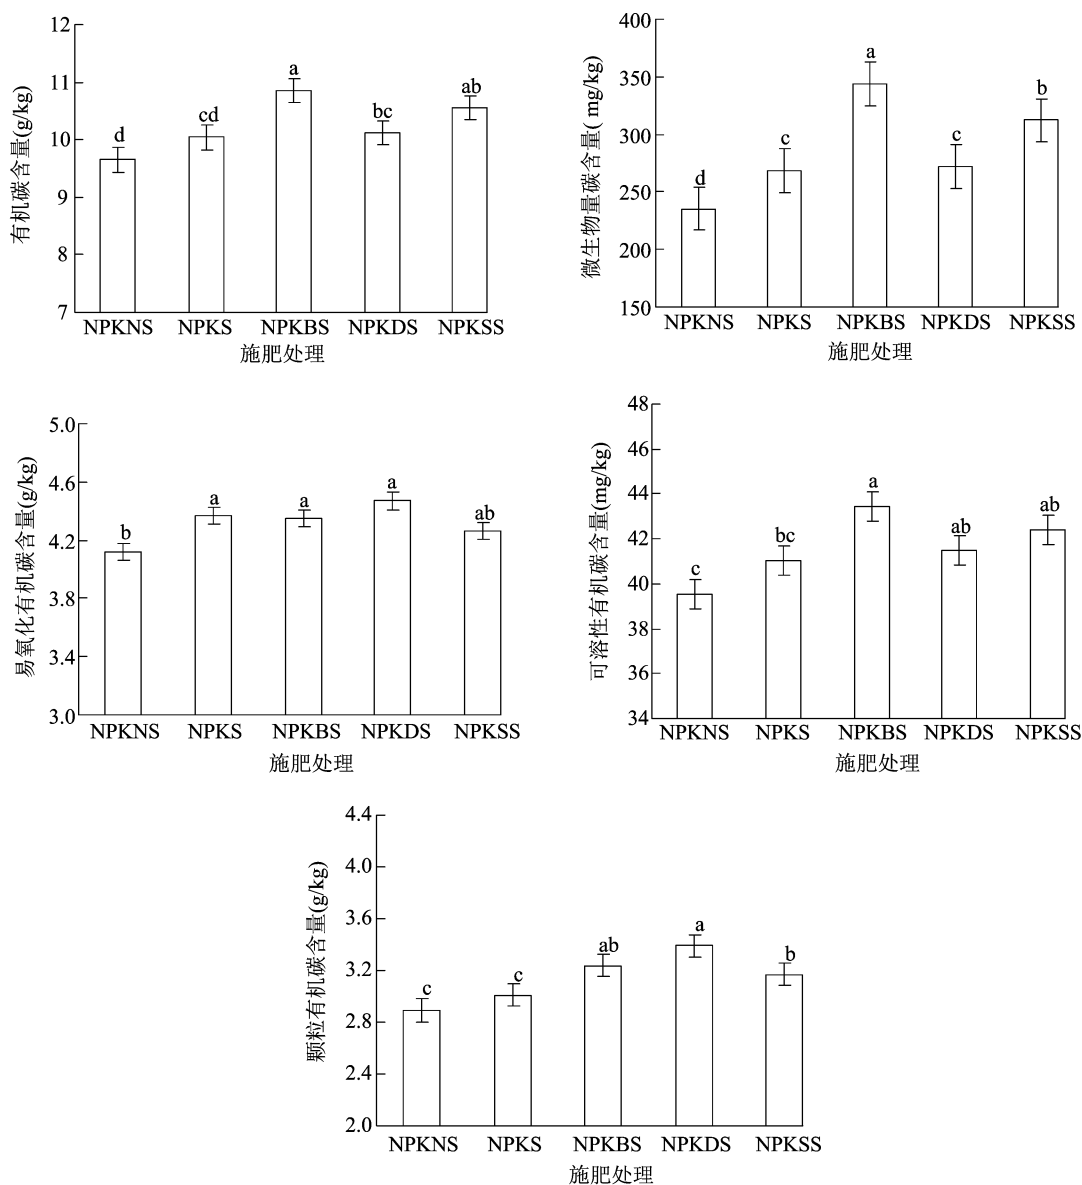 有机碳含量(g/kg)
12
11
10
9
8
7
d
cd
a
bc
ab
NPKNS NPKS NPKBS NPKDS NPKSS
施肥处理
微生物量碳含量( mg/kg)
400
350
300
250
200
150
d
c
a
c
b
NPKNS NPKS NPKBS NPKDS NPKSS
施肥处理
易氧化有机碳含量(g/kg)
5.0
4.6
4.2
3.8
3.4
3.0
b
a
a
a
ab
NPKNS NPKS NPKBS NPKDS NPKSS
施肥处理
可溶性有机碳含量(mg/kg)
48
46
44
42
40
38
36
34
c
bc
a
ab
ab
NPKNS NPKS NPKBS NPKDS NPKSS
施肥处理
颗粒有机碳含量(g/kg)
4.4
4.0
3.6
3.2
2.8
2.4
2.0
c
c
ab
a
b
NPKNS NPKS NPKBS NPKDS NPKSS
施肥处理